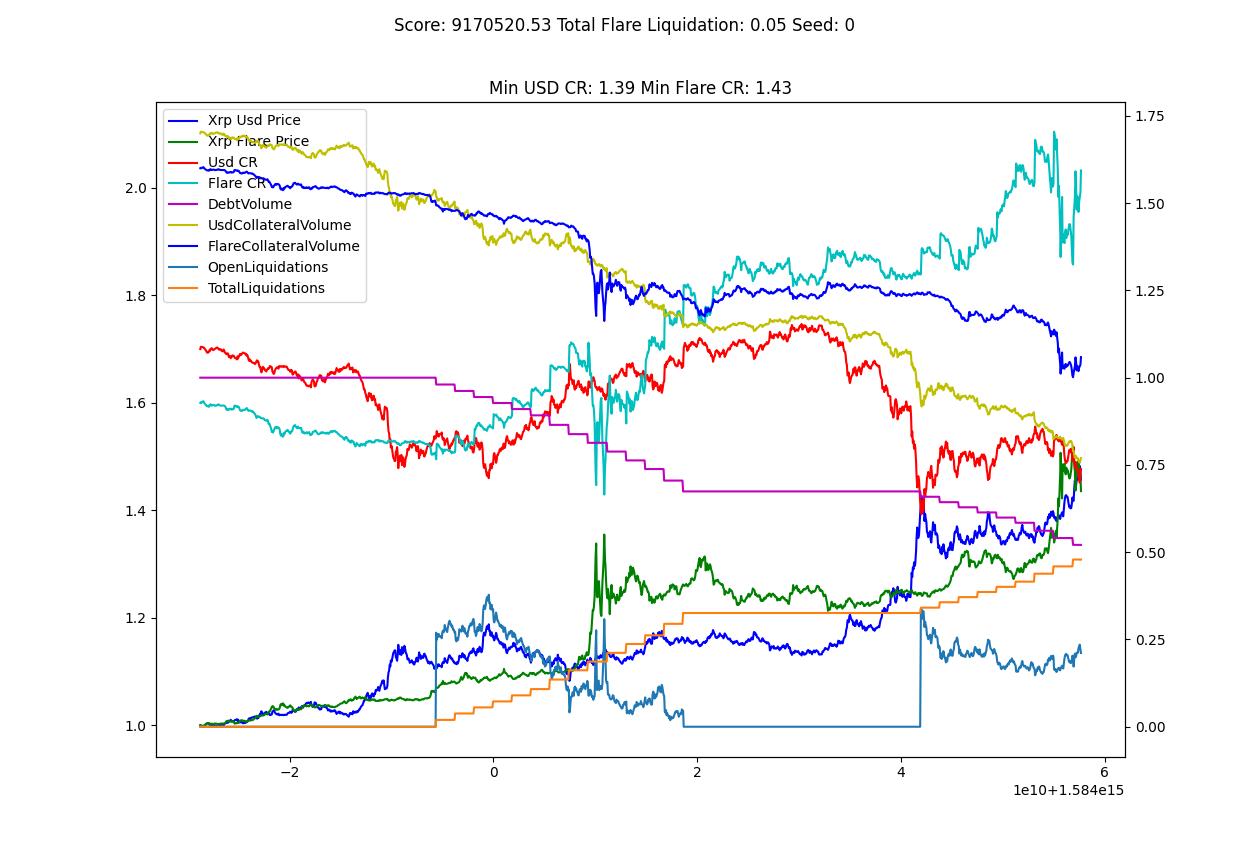 Score: 9170520.53 Total Flare Liquidation: 0.05 Seed: 0
Min USD CR: 1.39 Min Flare CR: 1.43
Xrp Usd Price
Xrp Flare Price
Usd CR
Flare CR
DebtVolume
UsdCollateralVolume
FlareCollateralVolume
OpenLiquidations
TotalLiquidations
2.0
1.8
1.6
1.4
1.2
1.0
1.75
1.50
1.25
1.00
0.75
0.50
0.25
0.00
−2
0
2
4
6
1e10+1.584e15